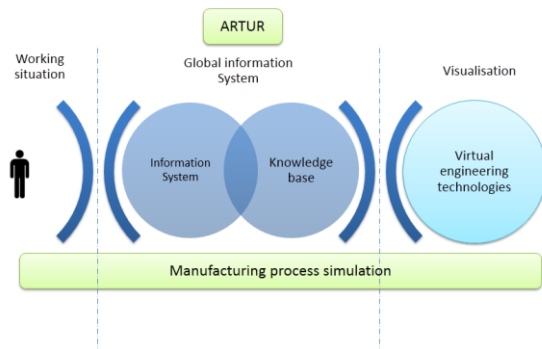 ARTUR
Working
situation
Global information
System
Visualisation
Information
System
Knowledge
base
Virtual
engineering
technologies
Manufacturing process simulation